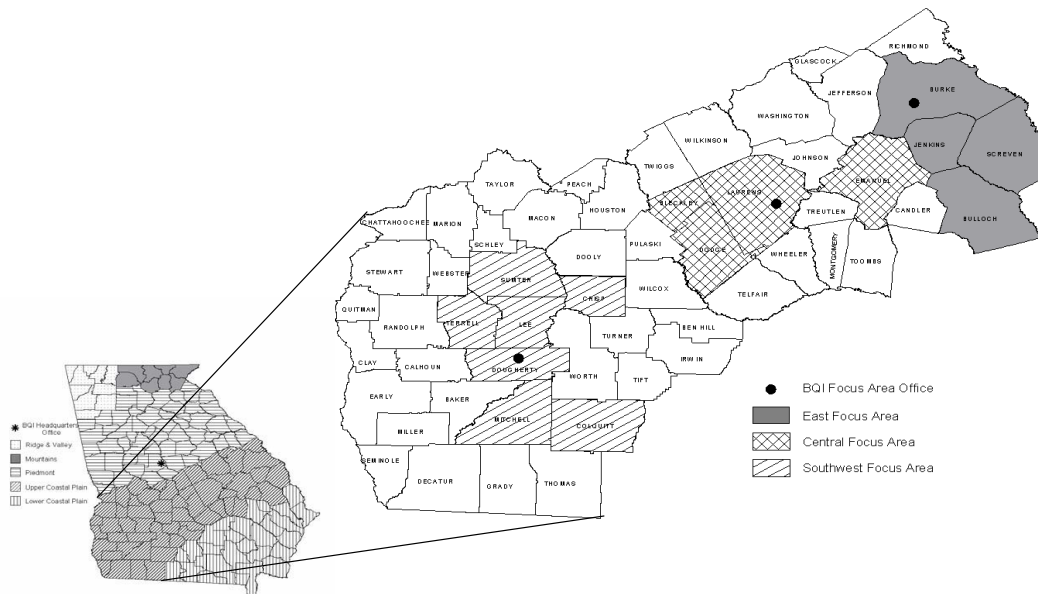 RICHMOND
GLASCOCK
JEFFERSON
BURKE
WASHINGTON
WILKINSON
JENKINS
SCREVEN
TWIGGS
JOHNSON
EMANUEL
TAYLOR
PEACH
LAURENS
BLECKLEY
CANDLER
BULLOCH
HOUSTON
MACON
TREUTLEN
CHATTAHOOCHEE
MARION
SCHLEY
PULASKI
DODGE
WHEELER
MONTGOMERY
TOOMBS
DOOLY
STEWART
WEBSTER
SUMTER
CRISP
WILCOX
TELFAIR
QUITMAN
RANDOLPH
TERRELL
LEE
TURNER
BEN HILL
IRWIN
CLAY
CALHOUN
DOUGHERTY
WORTH
TIFT
EARLY
BAKER
MITCHELL
COLQUITT
MILLER
SEMINOLE
DECATUR
GRADY
THOMAS
BQI Focus Area Office
East Focus Area
Central Focus Area
Southwest Focus Area
BQI Headquarters
Office
Ridge & Valley
Mountains
Piedmont
Upper Coastal Plain
Lower Coastal Plain